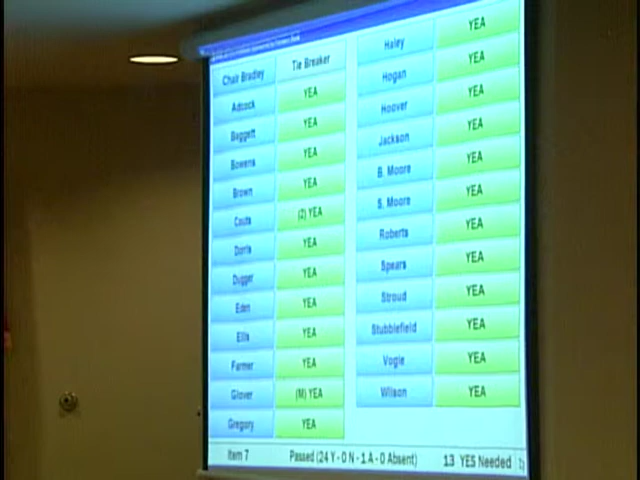 Chair Bradley Tie Breaker
Adcock YEA
Baggett YEA
Bowens YEA
Brown YEA
Couts (2) YEA
Dorris YEA
Dugger YEA
Eden YEA
Ellis YEA
Farmer YEA
Glover (M) YEA
Gregory YEA
Haley YEA
Hogan YEA
Hoover YEA
Jackson YEA
B. Moore YEA
S. Moore YEA
Roberts YEA
Spears YEA
Stroud YEA
Stubblefield YEA
Vogle YEA
Wilson YEA
Item 7 Passed (24 Y - 0 N - 1 A - 0 Absent) 13 YES Needed